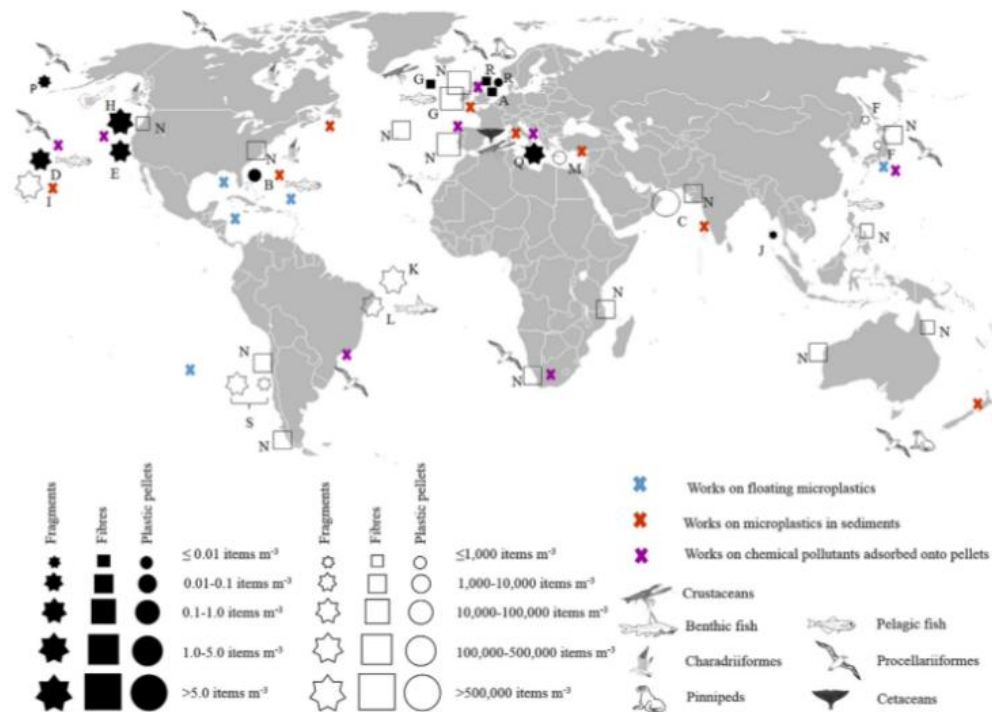 N
R
R
G
A
P
H
N
G
F
N
N
N
N
F
D
E
B
Q
M
I
C
N
J
N
K
L
N
N
N
N
N
S
N
Fragments
Fibres
Plastic pellets
≤ 0.01 items m⁻³
0.01-0.1 items m⁻³
0.1-1.0 items m⁻³
1.0-5.0 items m⁻³
>5.0 items m⁻³
Fragments
Fibres
Plastic pellets
≤1,000 items m⁻³
1,000-10,000 items m⁻³
10,000-100,000 items m⁻³
100,000-500,000 items m⁻³
>500,000 items m⁻³
Works on floating microplastics
Works on microplastics in sediments
Works on chemical pollutants adsorbed onto pellets
Crustaceans
Benthic fish
Pelagic fish
Charadriiformes
Procellariiformes
Pinnipeds
Cetaceans